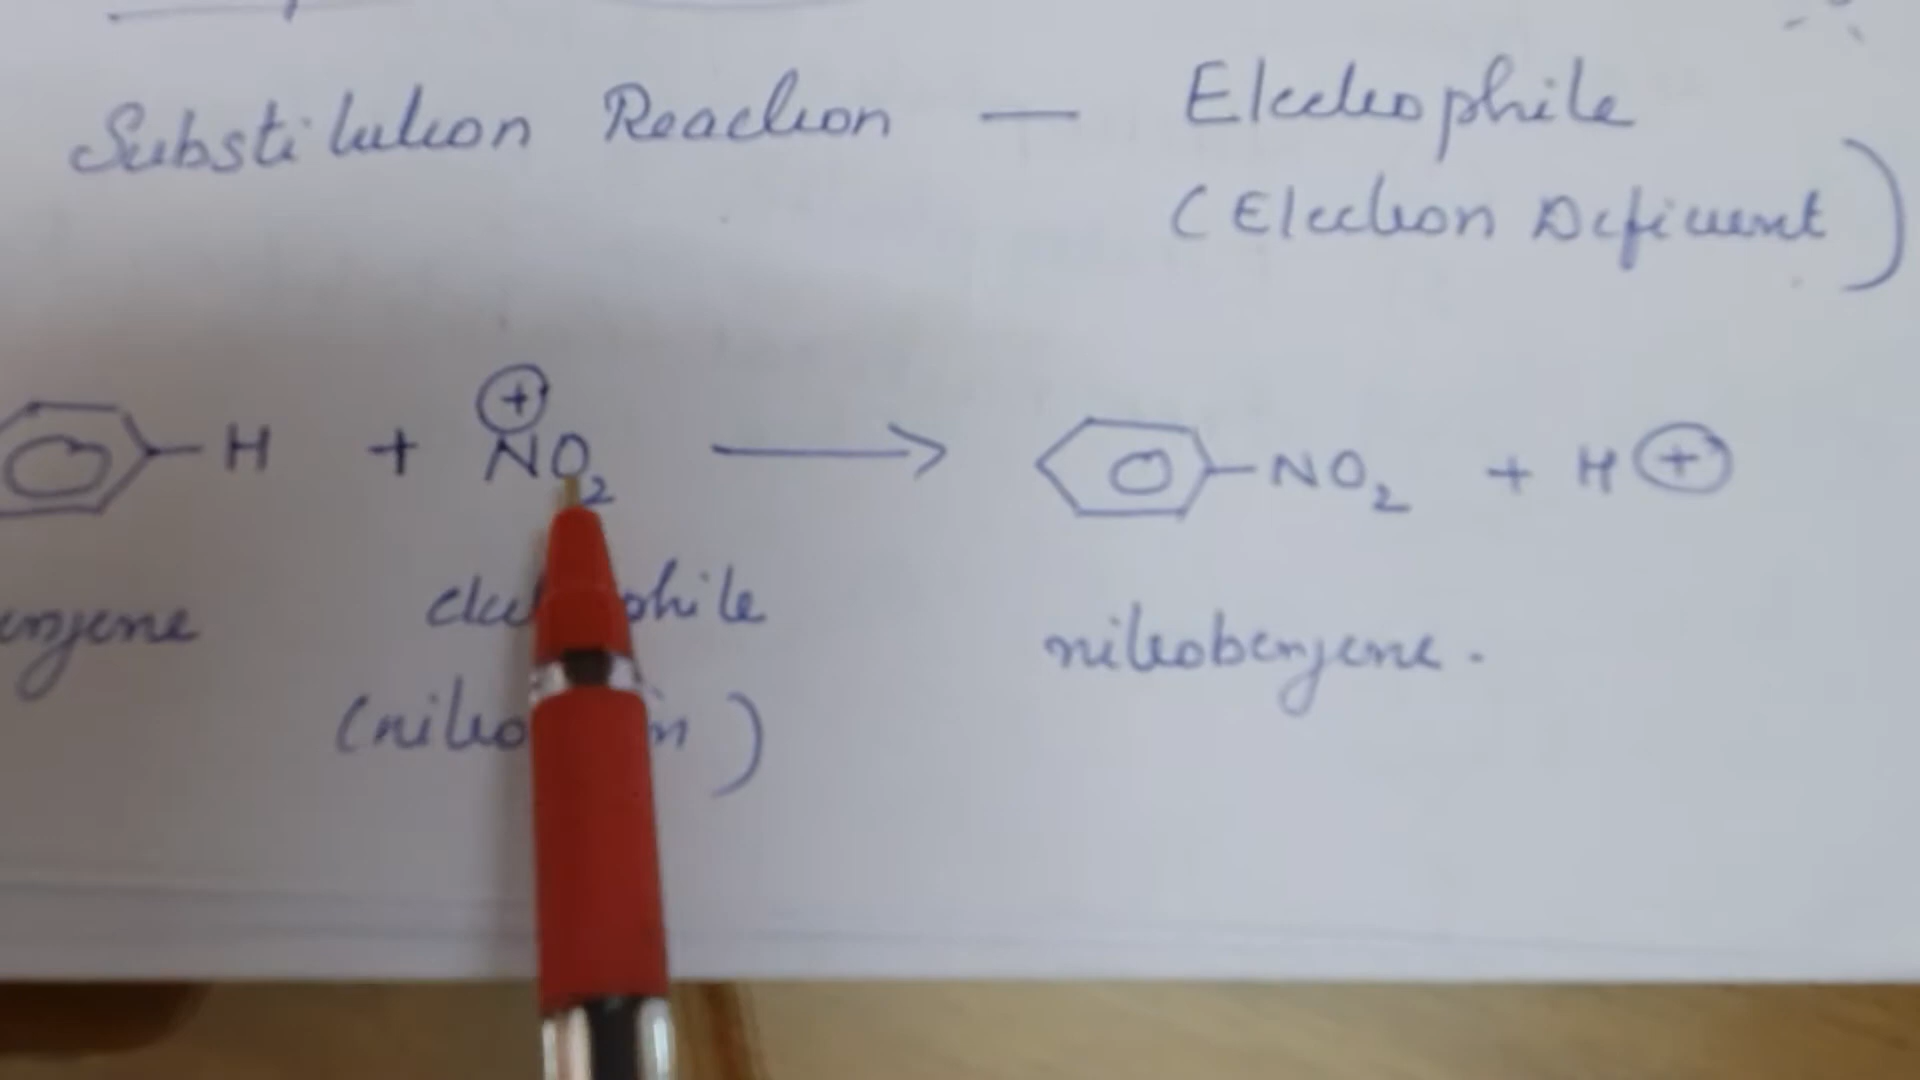 Substitution Reaction — Electrophile
(Electron Deficient)
H + ⊕NO₂ → NO₂ + H⊕
nitrobenzene.